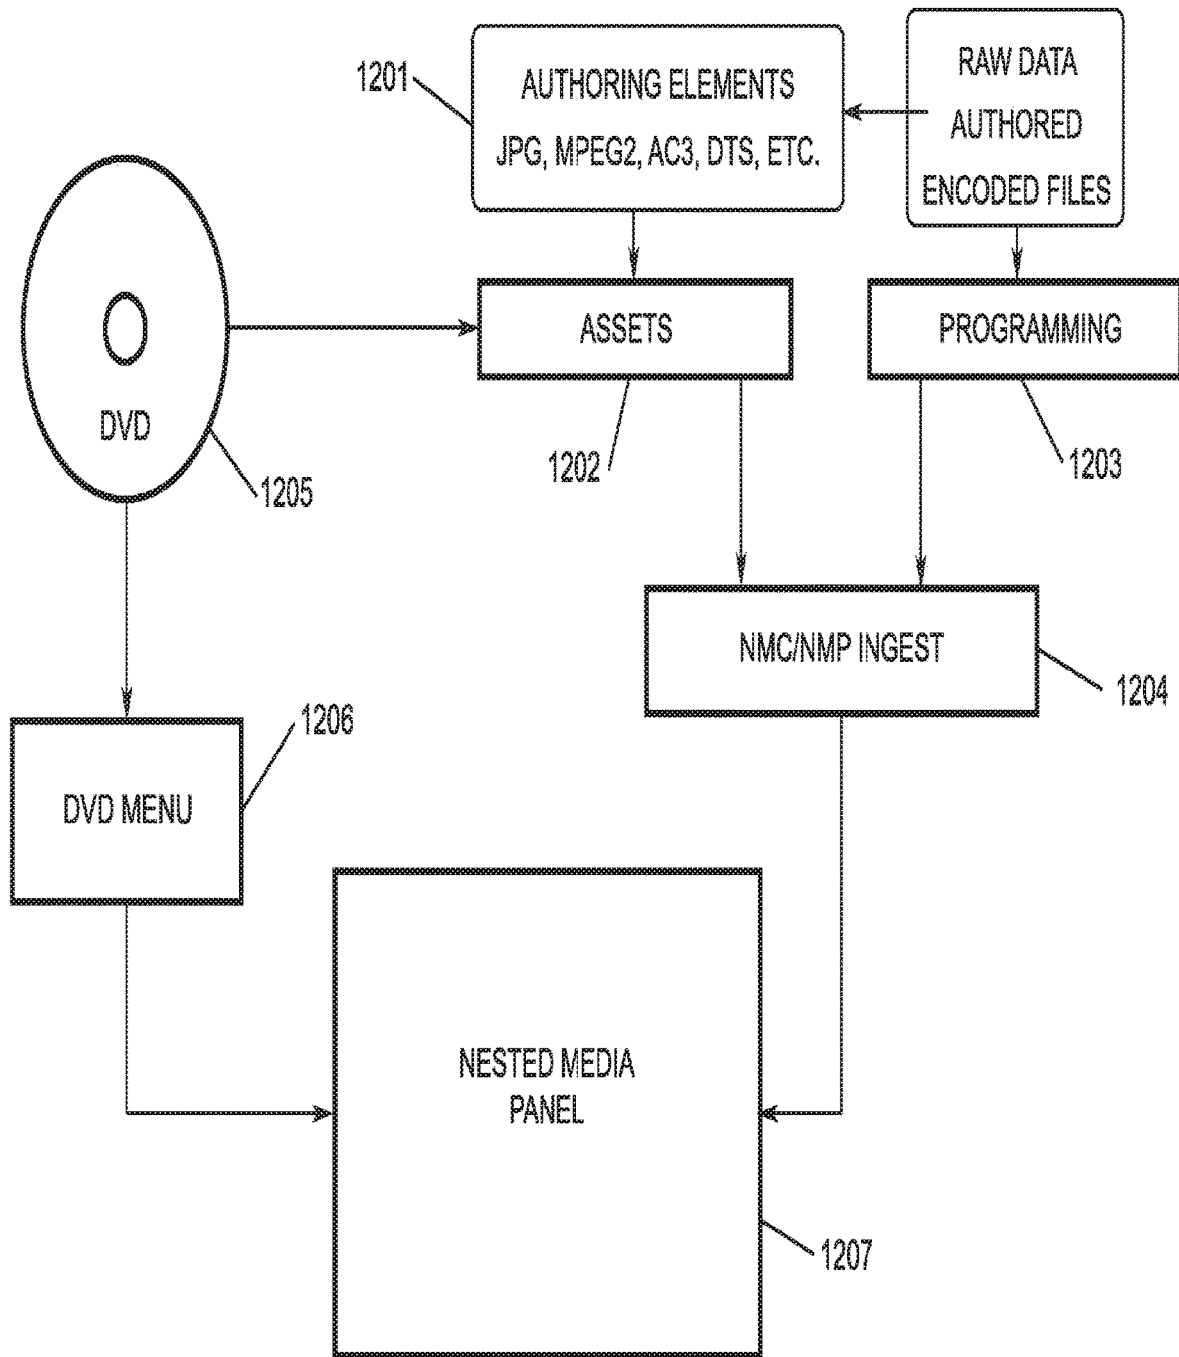 1201
AUTHORING ELEMENTS
JPG, MPEG2, AC3, DTS, ETC.
RAW DATA
AUTHORED
ENCODED FILES
DVD
1205
ASSETS
1202
PROGRAMMING
1203
NMC/NMP INGEST
1204
DVD MENU
1206
NESTED MEDIA
PANEL
1207